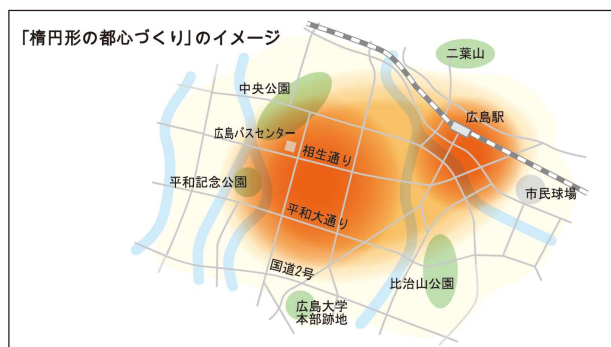 「楕円形の都心づくり」のイメージ
二葉山
中央公園
広島駅
広島バスセンター
相生通り
平和記念公園
市民球場
平和大通り
国道2号
比治山公園
広島大学
本部跡地